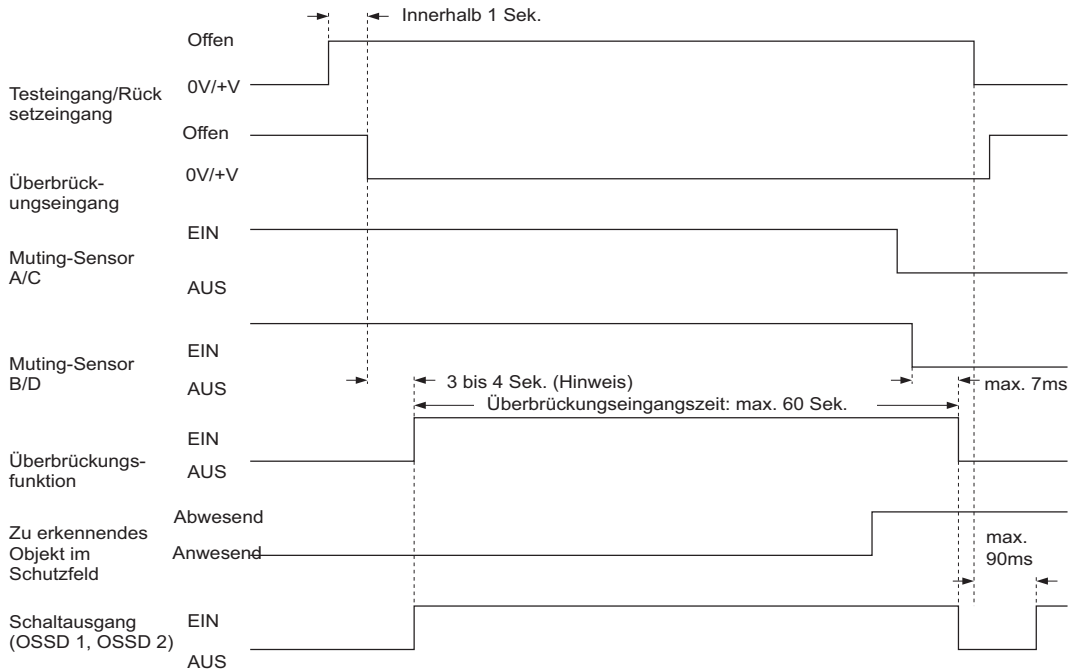 Innerhalb 1 Sek.
Offen
0V/+V
Testeingang/Rück
setzeingang
Offen
0V/+V
Überbrück-
ungseingang
EIN
Muting-Sensor
A/C
AUS
EIN
Muting-Sensor
B/D
AUS
3 bis 4 Sek. (Hinweis)
max. 7ms
Überbrückungseingangszeit: max. 60 Sek.
EIN
Überbrückungs-
funktion
AUS
Abwesend
Zu erkennendes
Objekt im
Schutzfeld
Anwesend
max.
90ms
Schaltausgang
(OSSD 1, OSSD 2)
EIN
AUS